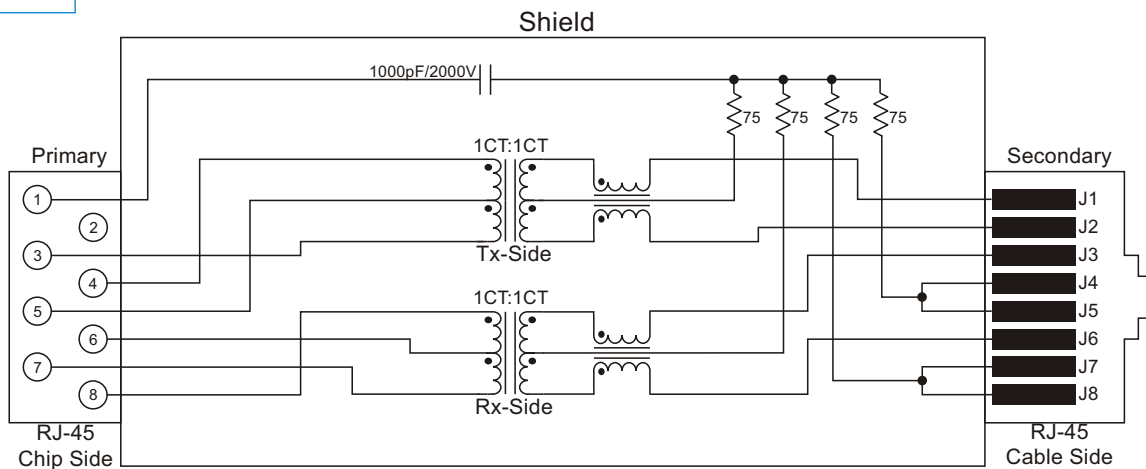 Shield
1000pF/2000V
75
75
75
75
1CT:1CT
Primary
Secondary
1
2
3
4
5
6
7
8
Tx-Side
1CT:1CT
Rx-Side
J1
J2
J3
J4
J5
J6
J7
J8
RJ-45
Chip Side
RJ-45
Cable Side